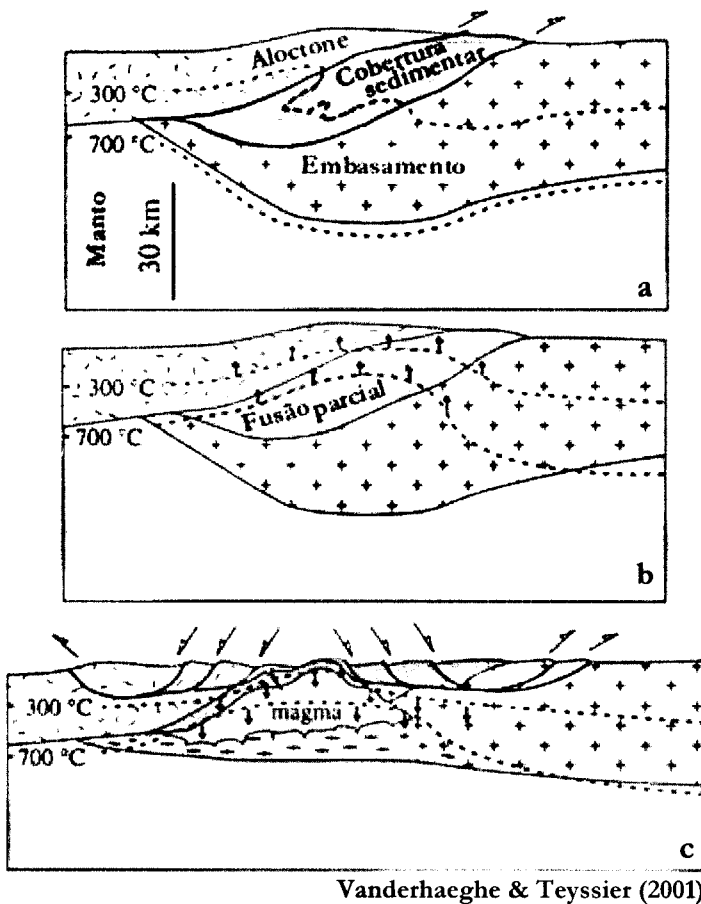 Aloctone
Cobertura
sedimentar
300 °C
700 °C
Embasamento
Manto
30 km
a
300 °C
Fusão parcial
700 °C
b
300 °C
magma
700 °C
c
Vanderhaeghe & Teyssier (2001)